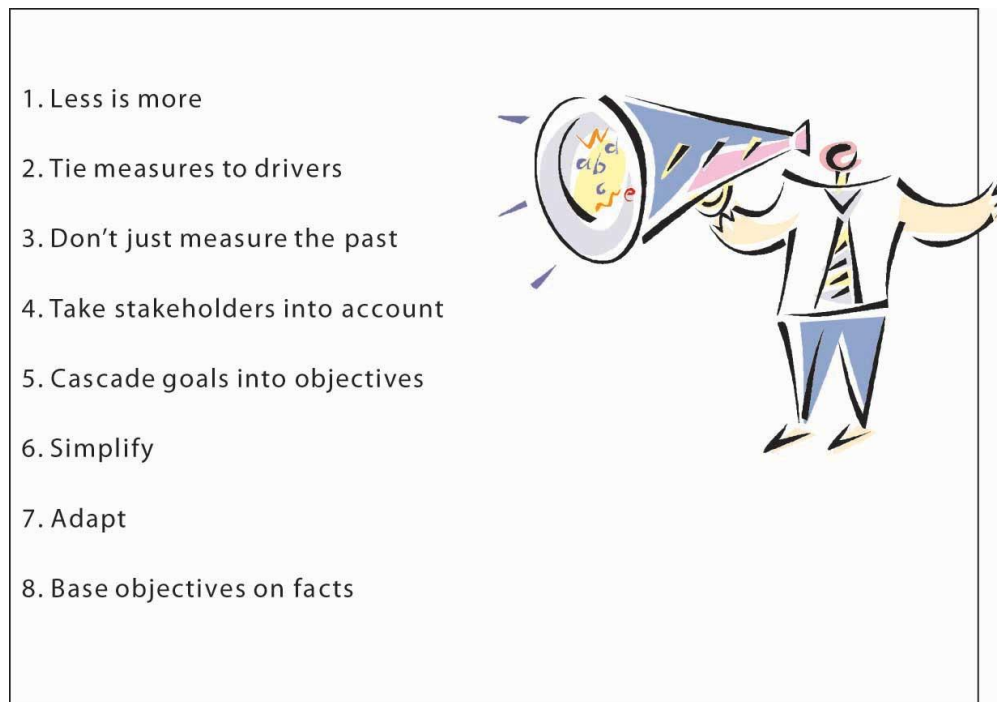 1. Less is more
2. Tie measures to drivers
3. Don't just measure the past
4. Take stakeholders into account
5. Cascade goals into objectives
6. Simplify
7. Adapt
8. Base objectives on facts
a b c d e